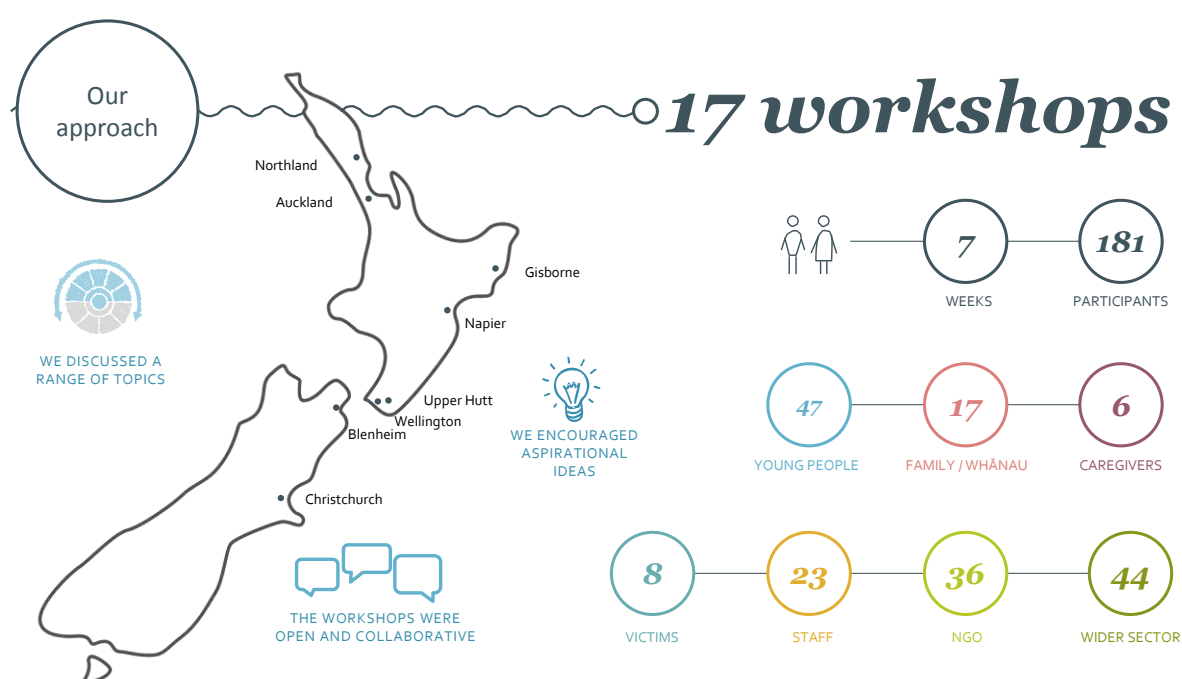 Our
approach
17 workshops
Northland
Auckland
Gisborne
Napier
Upper Hutt
Wellington
Blenheim
Christchurch
WE DISCUSSED A
RANGE OF TOPICS
WE ENCOURAGED
ASPIRATIONAL
IDEAS
THE WORKSHOPS WERE
OPEN AND COLLABORATIVE
7
181
WEEKS
PARTICIPANTS
47
17
6
YOUNG PEOPLE
FAMILY / WHĀNAU
CAREGIVERS
8
23
36
44
VICTIMS
STAFF
NGO
WIDER SECTOR